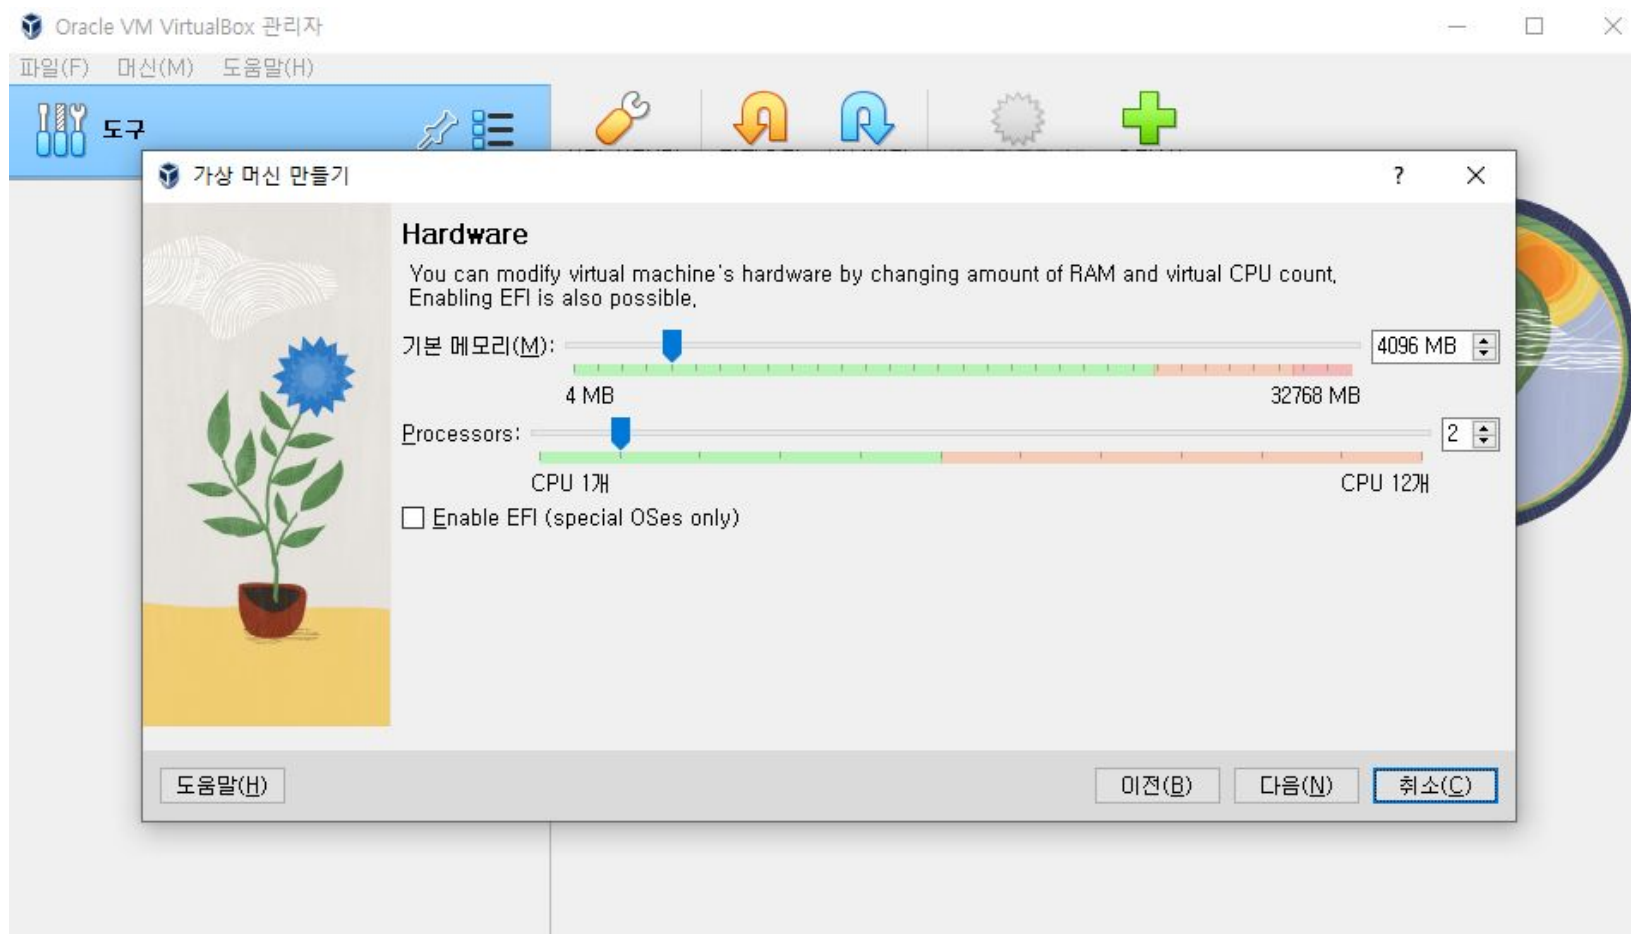 Oracle VM VirtualBox 관리자
파일(F) 머신(M) 도움말(H)
도구
가상 머신 만들기
?
Hardware
You can modify virtual machine's hardware by changing amount of RAM and virtual CPU count,
Enabling EFI is also possible,
기본 메모리(M): 4096 MB
4 MB 32768 MB
Processors: 2
CPU 1개 CPU 12개
Enable EFI (special OSes only)
도움말(H) 이전(B) 다음(N) 취소(C)